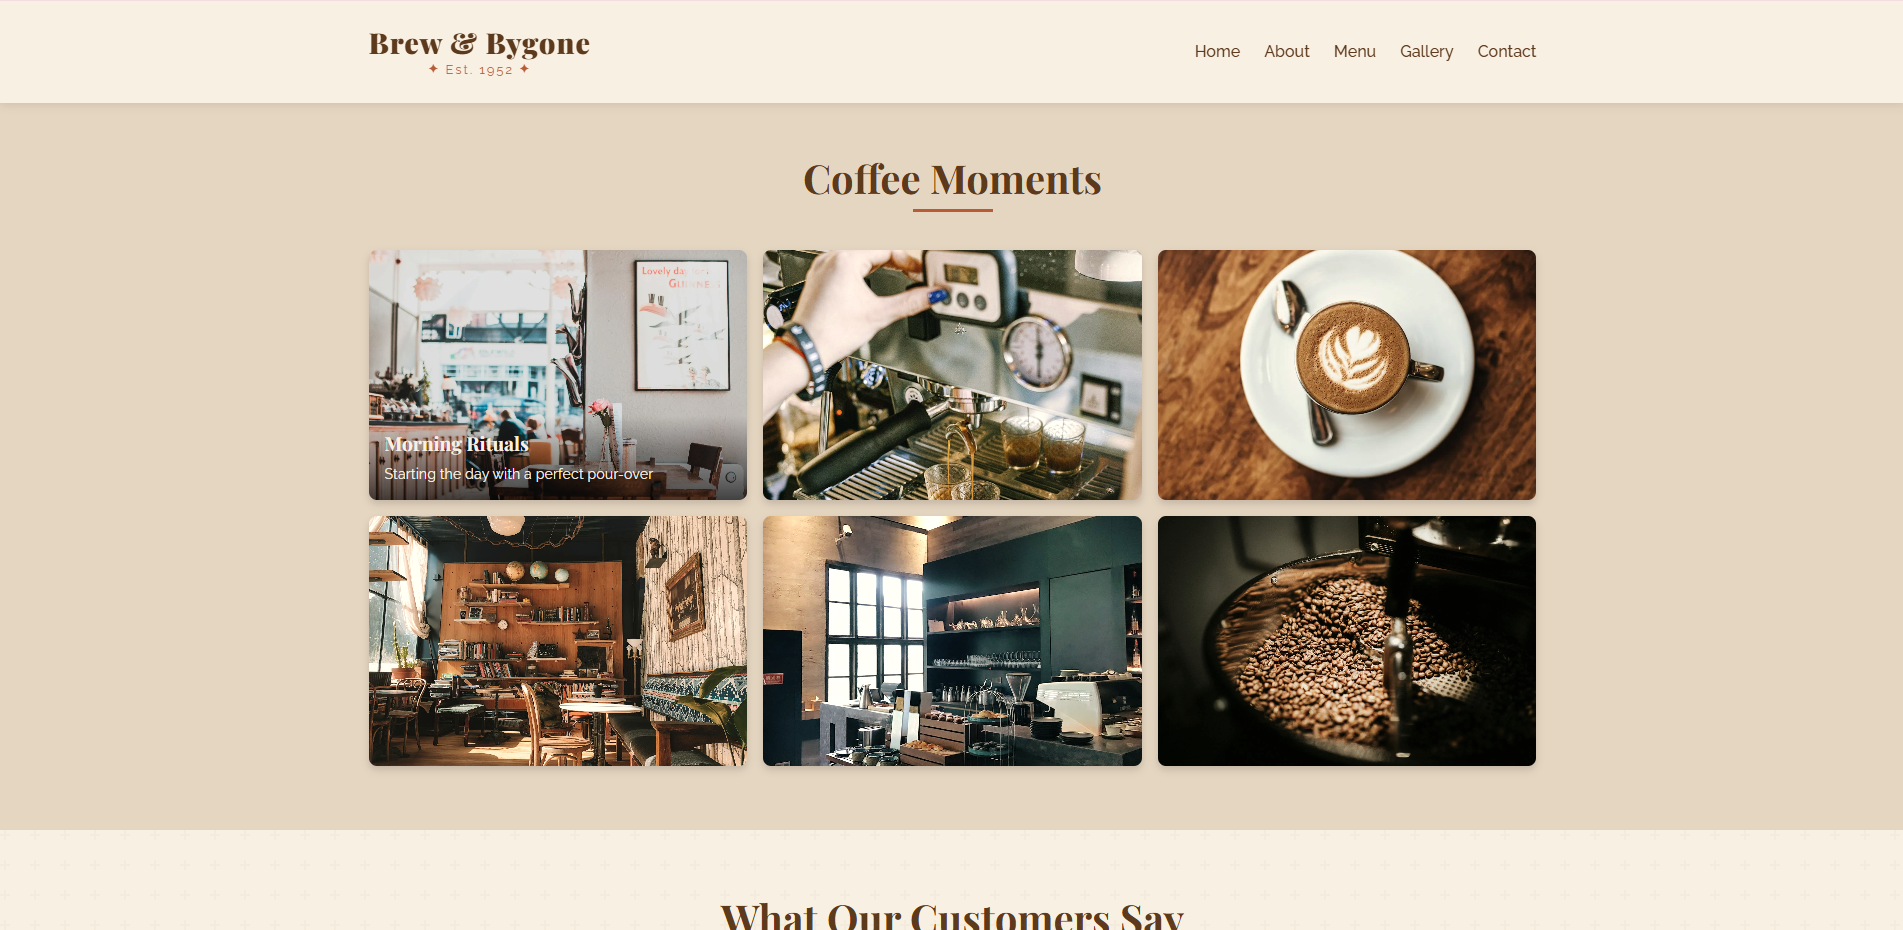 Brew & Bygone
✦ Est. 1952 ✦
Home About Menu Gallery Contact
Coffee Moments
Lovely da
GUINNESS
Morning Rituals
Starting the day with a perfect pour-over
What Our Customers Say